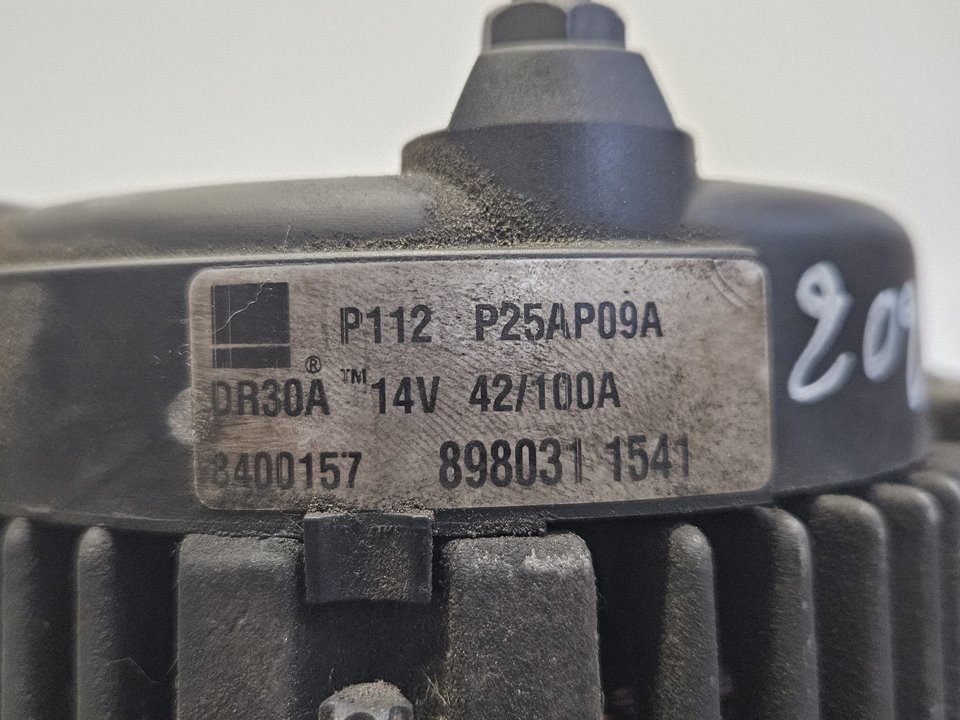 P112 P25AP09A
® DR30A ™ 14V 42/100A
8400157 898031 1541